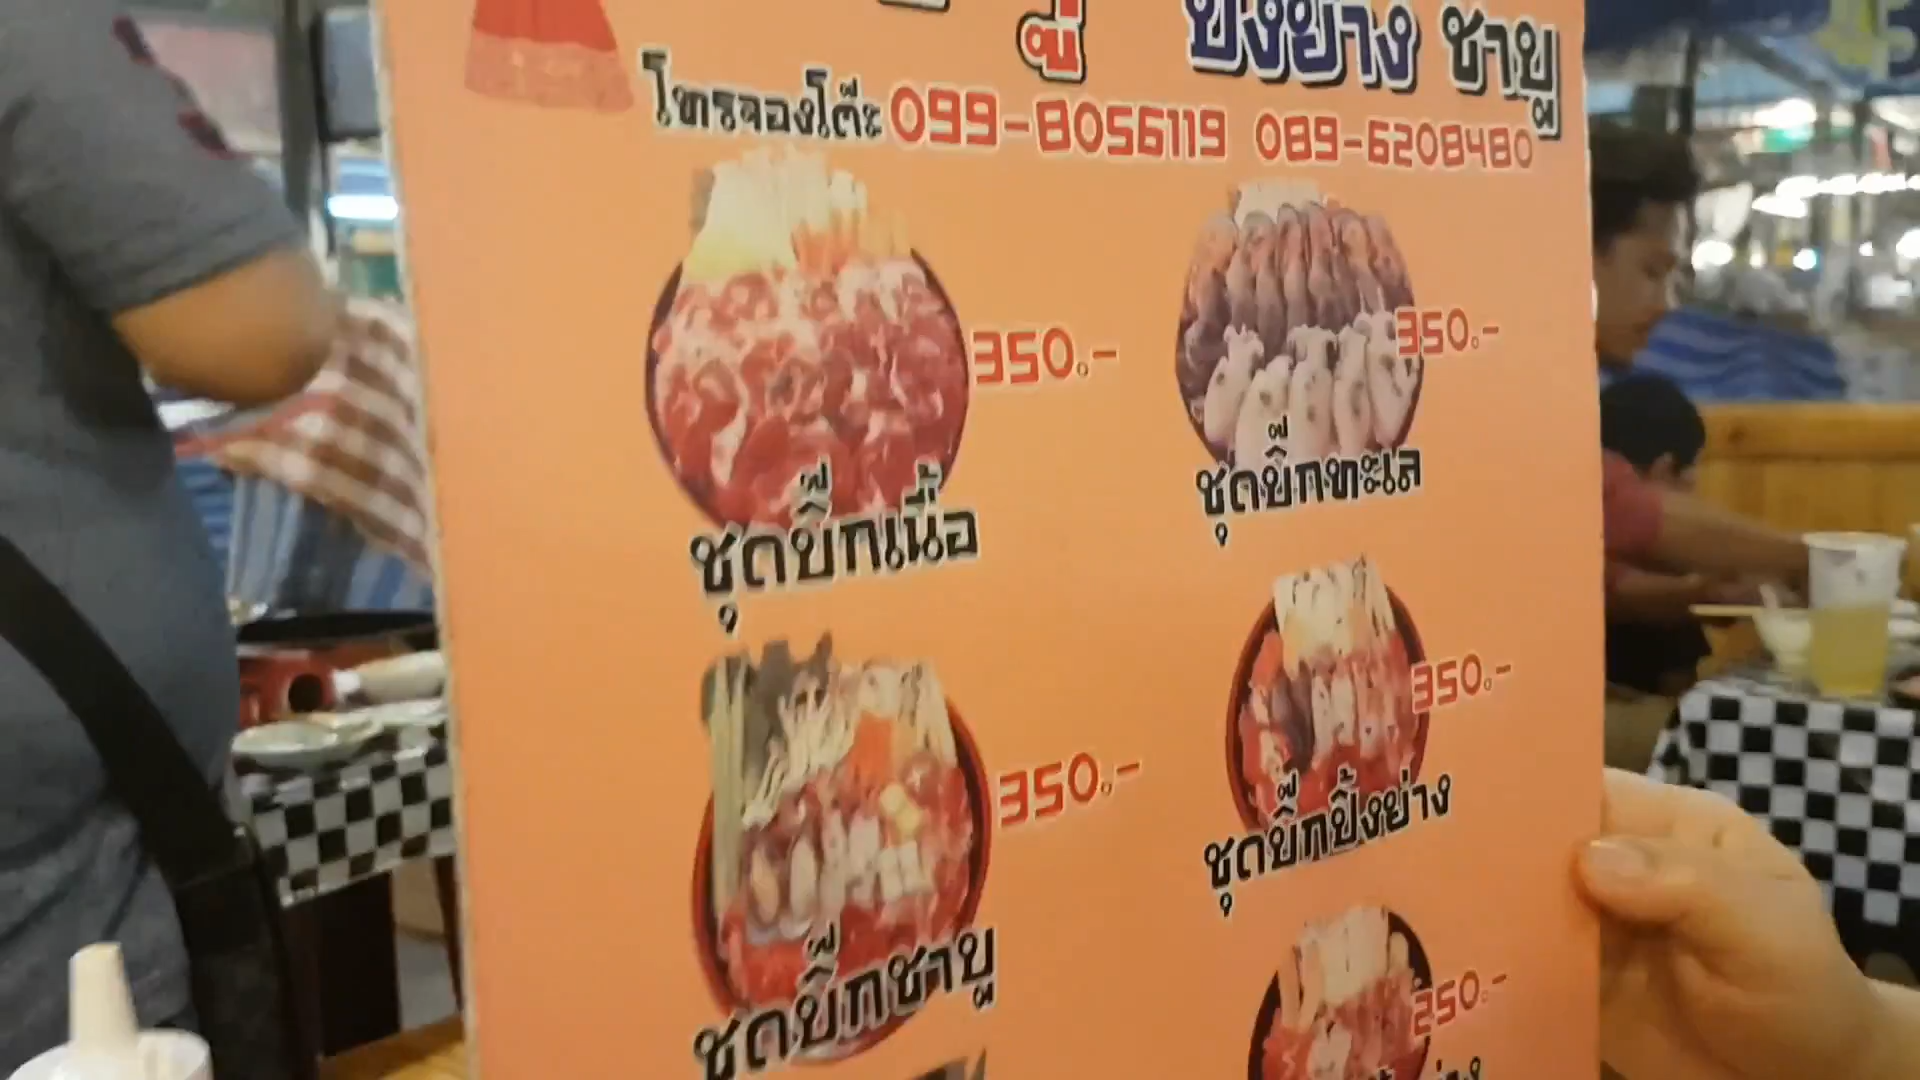 ปิ้งย่าง ชาบู
โทรจองโต๊ะ 099-8056119 089-6208480
350.-
350.-
ชุดบิ๊กเนื้อ
ชุดบิ๊กทะเล
350.-
350.-
ชุดบิ๊กชาบู
ชุดบิ๊กปิ้งย่าง
250.-